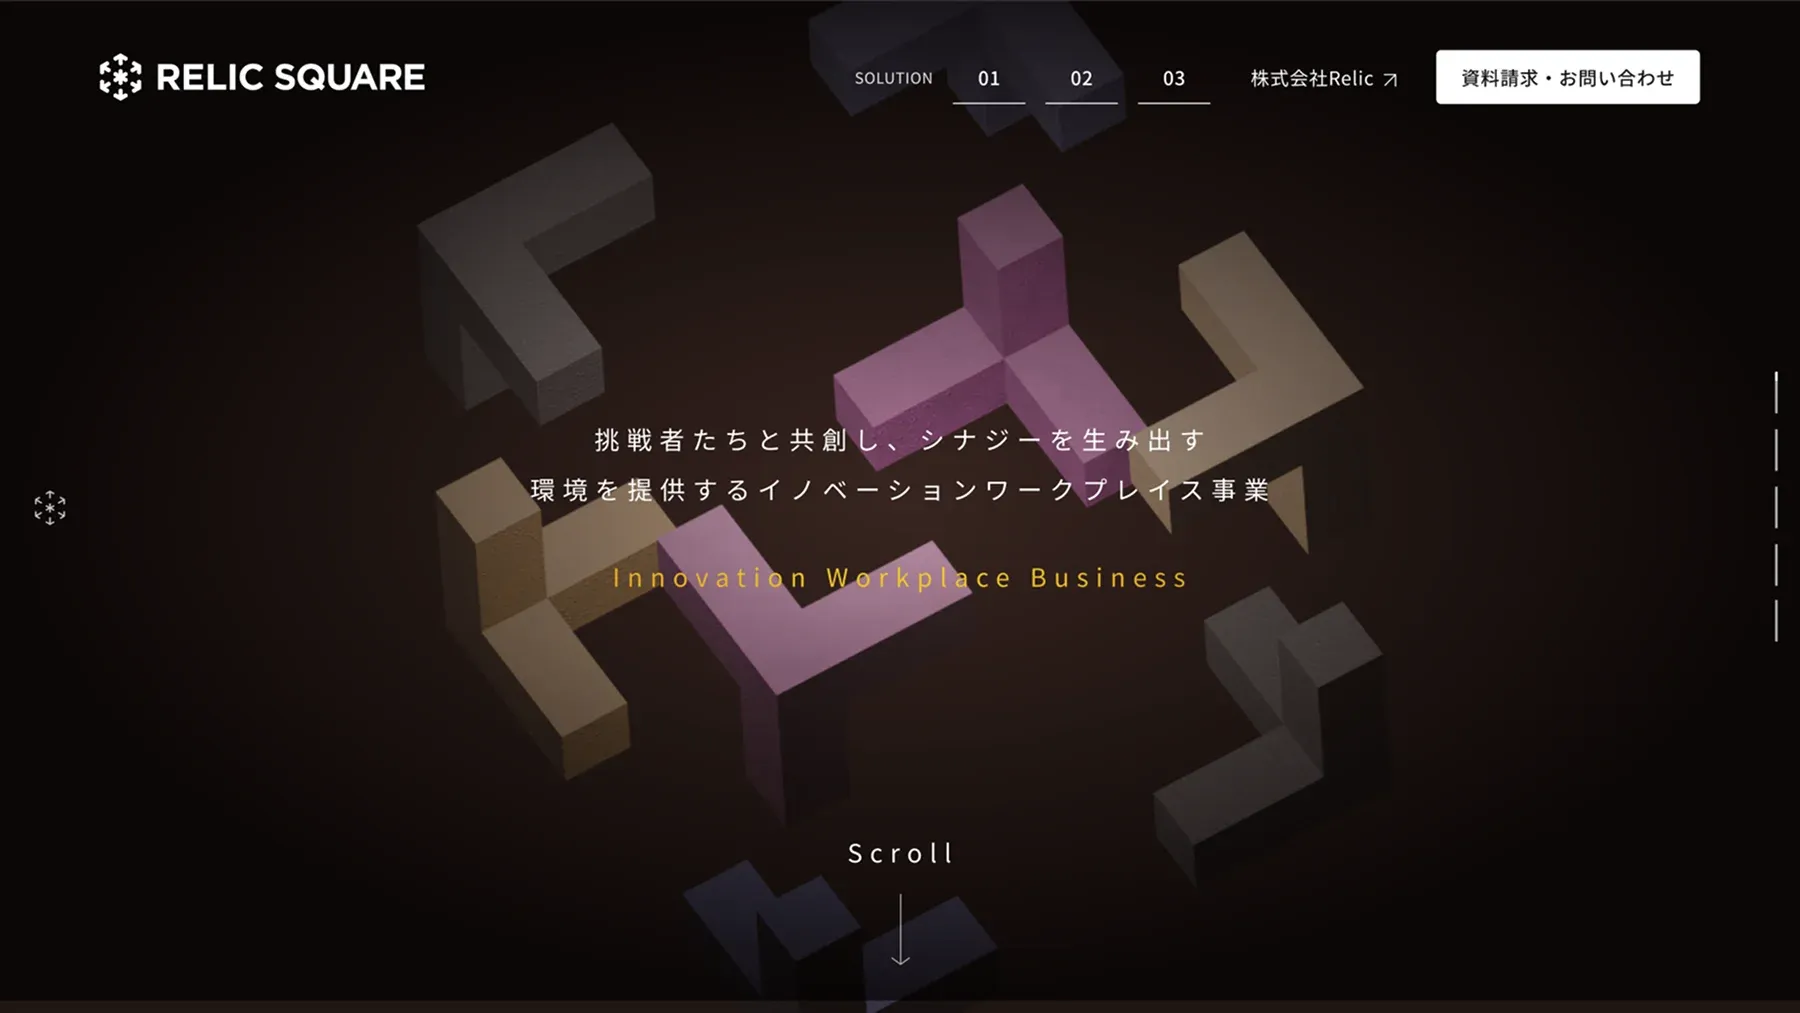 RELIC SQUARE
SOLUTION 01 02 03
株式会社Relic
資料請求・お問い合わせ
挑戦者たちと共創し、シナジーを生み出す
環境を提供するイノベーションワークプレイス事業
Innovation Workplace Business
Scroll